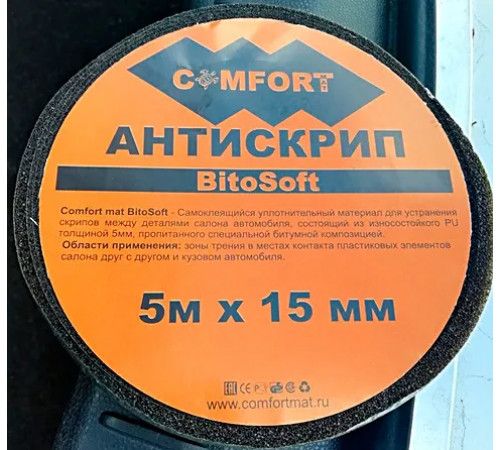 COMFORT
АНТИСКРИП
BitoSoft
Comfort mat BitoSoft - Самоклеящийся уплотнительный материал для устранения
скрипов между деталями салона автомобиля, состоящий из износостойкого PU
толщиной 5мм, пропитанного специальной битумной композицией.
Области применения: зоны трения в местах контакта пластиковых элементов
салона друг с другом и кузовом автомобиля.
5м х 15 мм
EAC CE
www.comfortmat.ru